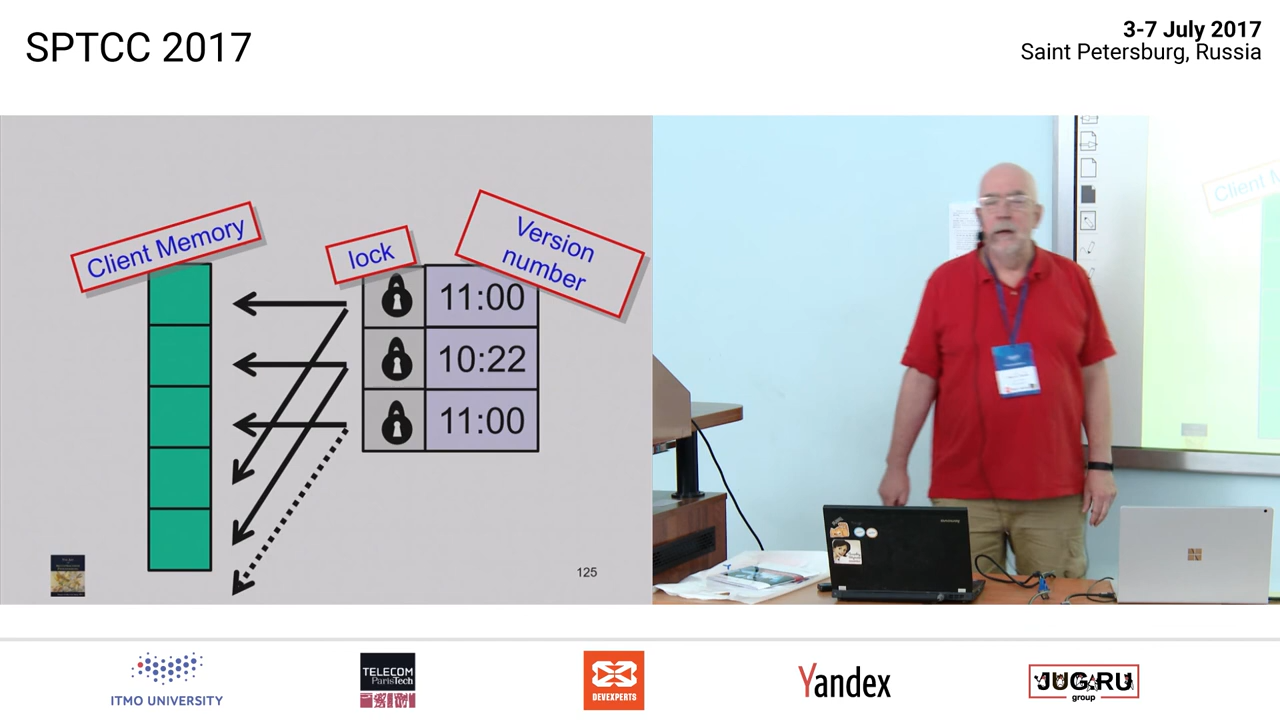 SPTCC 2017
3-7 July 2017
Saint Petersburg, Russia
Client Memory
lock
Version
number
11:00
10:22
11:00
125
ITMO UNIVERSITY
TELECOM
ParisTech
DEVEXPERTS
Yandex
JUG.RU
group